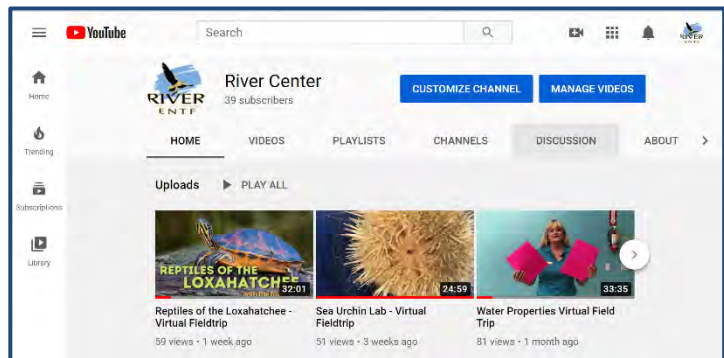 YouTube
Search
RIVER
ENTF
River Center
39 subscribers
CUSTOMIZE CHANNEL
MANAGE VIDEOS
Home
Trending
Subscriptions
Library
HOME VIDEOS PLAYLISTS CHANNELS DISCUSSION ABOUT
Uploads PLAY ALL
REPTILES OF THE
LOXAHATCHEE
32:01
24:59
33:35
Reptiles of the Loxahatchee -
Virtual Fieldtrip
59 views • 1 week ago
Sea Urchin Lab - Virtual
Fieldtrip
51 views • 3 weeks ago
Water Properties Virtual Field
Trip
81 views • 1 month ago